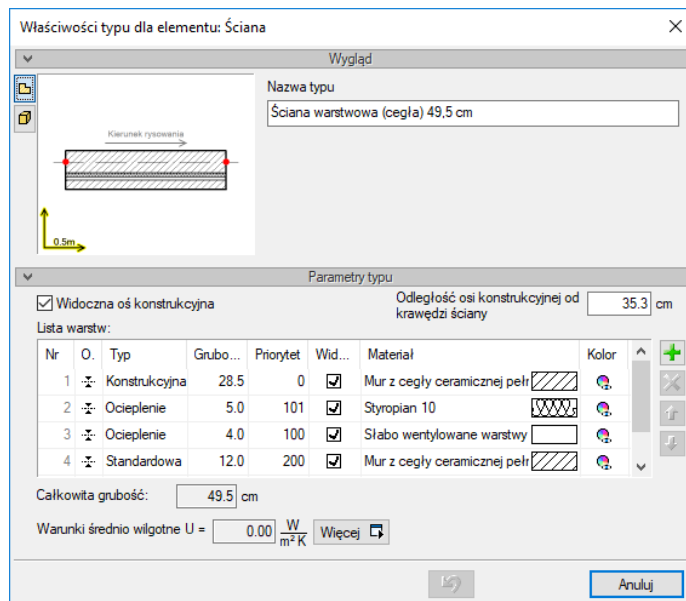 Właściwości typu dla elementu: Ściana
Wygląd
Nazwa typu
Ściana warstwowa (cegła) 49,5 cm
Kierunek rysowania
0.5m
Parametry typu
Widoczna oś konstrukcyjna
Odległość osi konstrukcyjnej od
krawędzi ściany
35.3 cm
Lista warstw:
Nr O. Typ Grubo... Priorytet Wid... Materiał Kolor
1 Konstrukcyjna 28.5 0 Mur z cegły ceramicznej pełr
2 Ocieplenie 5.0 101 Styropian 10
3 Ocieplenie 4.0 100 Słabo wentylowane warstwy
4 Standardowa 12.0 200 Mur z cegły ceramicznej pełr
Całkowita grubość: 49.5 cm
Warunki średnio wilgotne U = 0.00 W/m² K Więcej
Anuluj